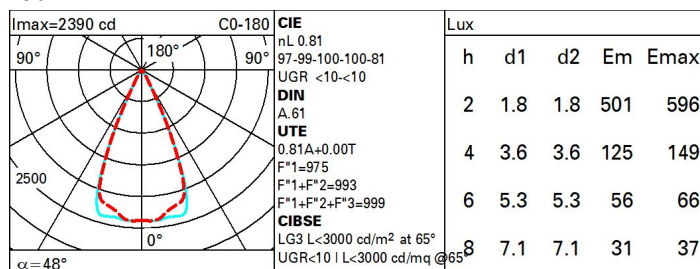 Imax=2390 cd C0-180
90° 180° 90°
2500
0°
α=48°
CIE
nL 0.81
97-99-100-100-81
UGR <10-<10
DIN
A.61
UTE
0.81A+0.00T
F"1=975
F"1+F"2=993
F"1+F"2+F"3=999
CIBSE
LG3 L<3000 cd/m² at 65°
UGR<10 | L<3000 cd/mq @65°
Lux
h d1 d2 Em Emax
2 1.8 1.8 501 596
4 3.6 3.6 125 149
6 5.3 5.3 56 66
8 7.1 7.1 31 37